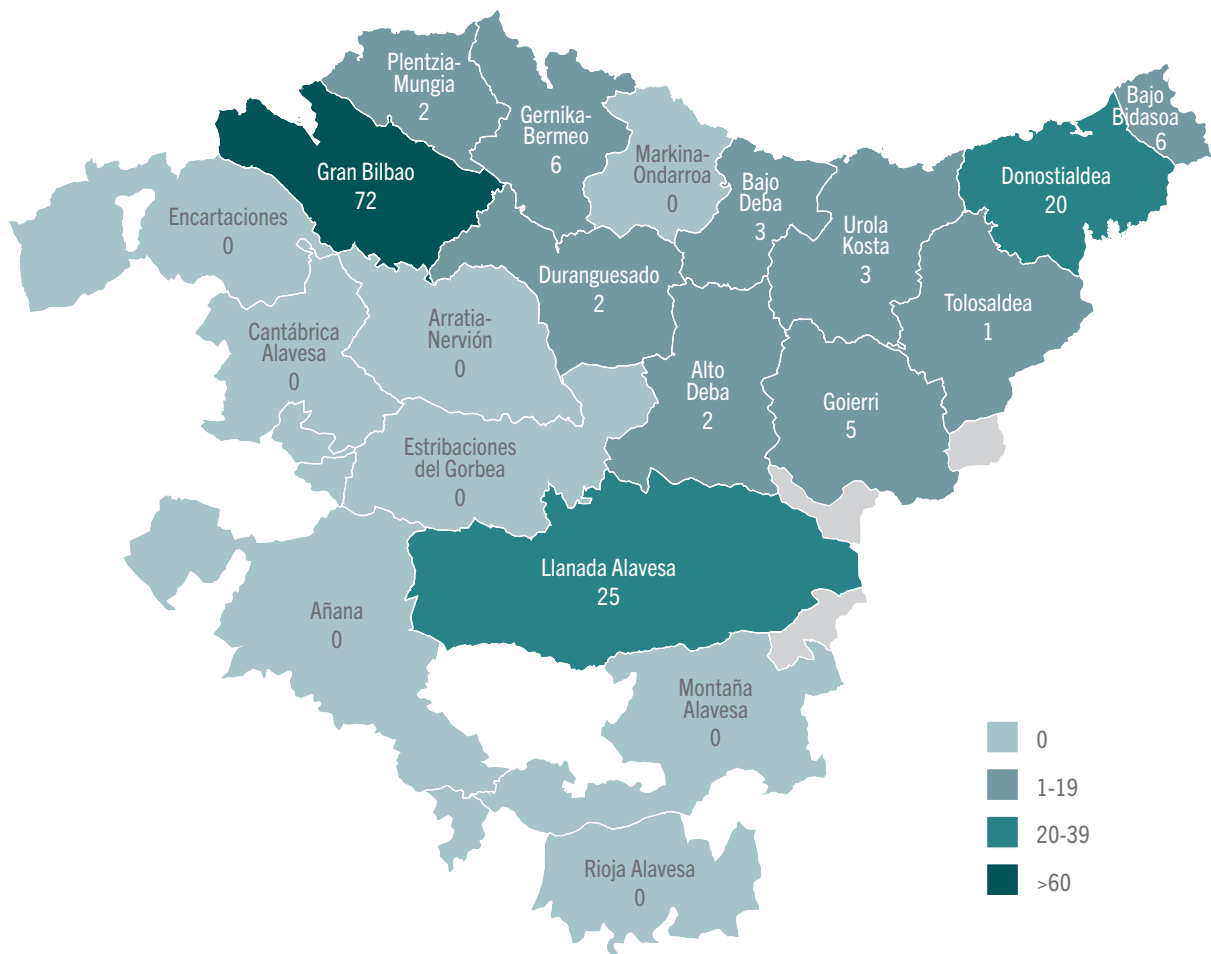 Plentzia-
Mungia
2
Gernika-
Bermeo
6
Bajo
Bidasoa
6
Gran Bilbao
72
Markina-
Ondarroa
0
Bajo
Deba
3
Donostialdea
20
Encartaciones
0
Urola
Kosta
3
Duranguesado
2
Tolosaldea
1
Cantábrica
Alavesa
0
Arratia-
Nervión
0
Alto
Deba
2
Goierri
5
Estribaciones
del Gorbea
0
Llanada Alavesa
25
Añana
0
Montaña
Alavesa
0
Rioja Alavesa
0
0
1-19
20-39
>60